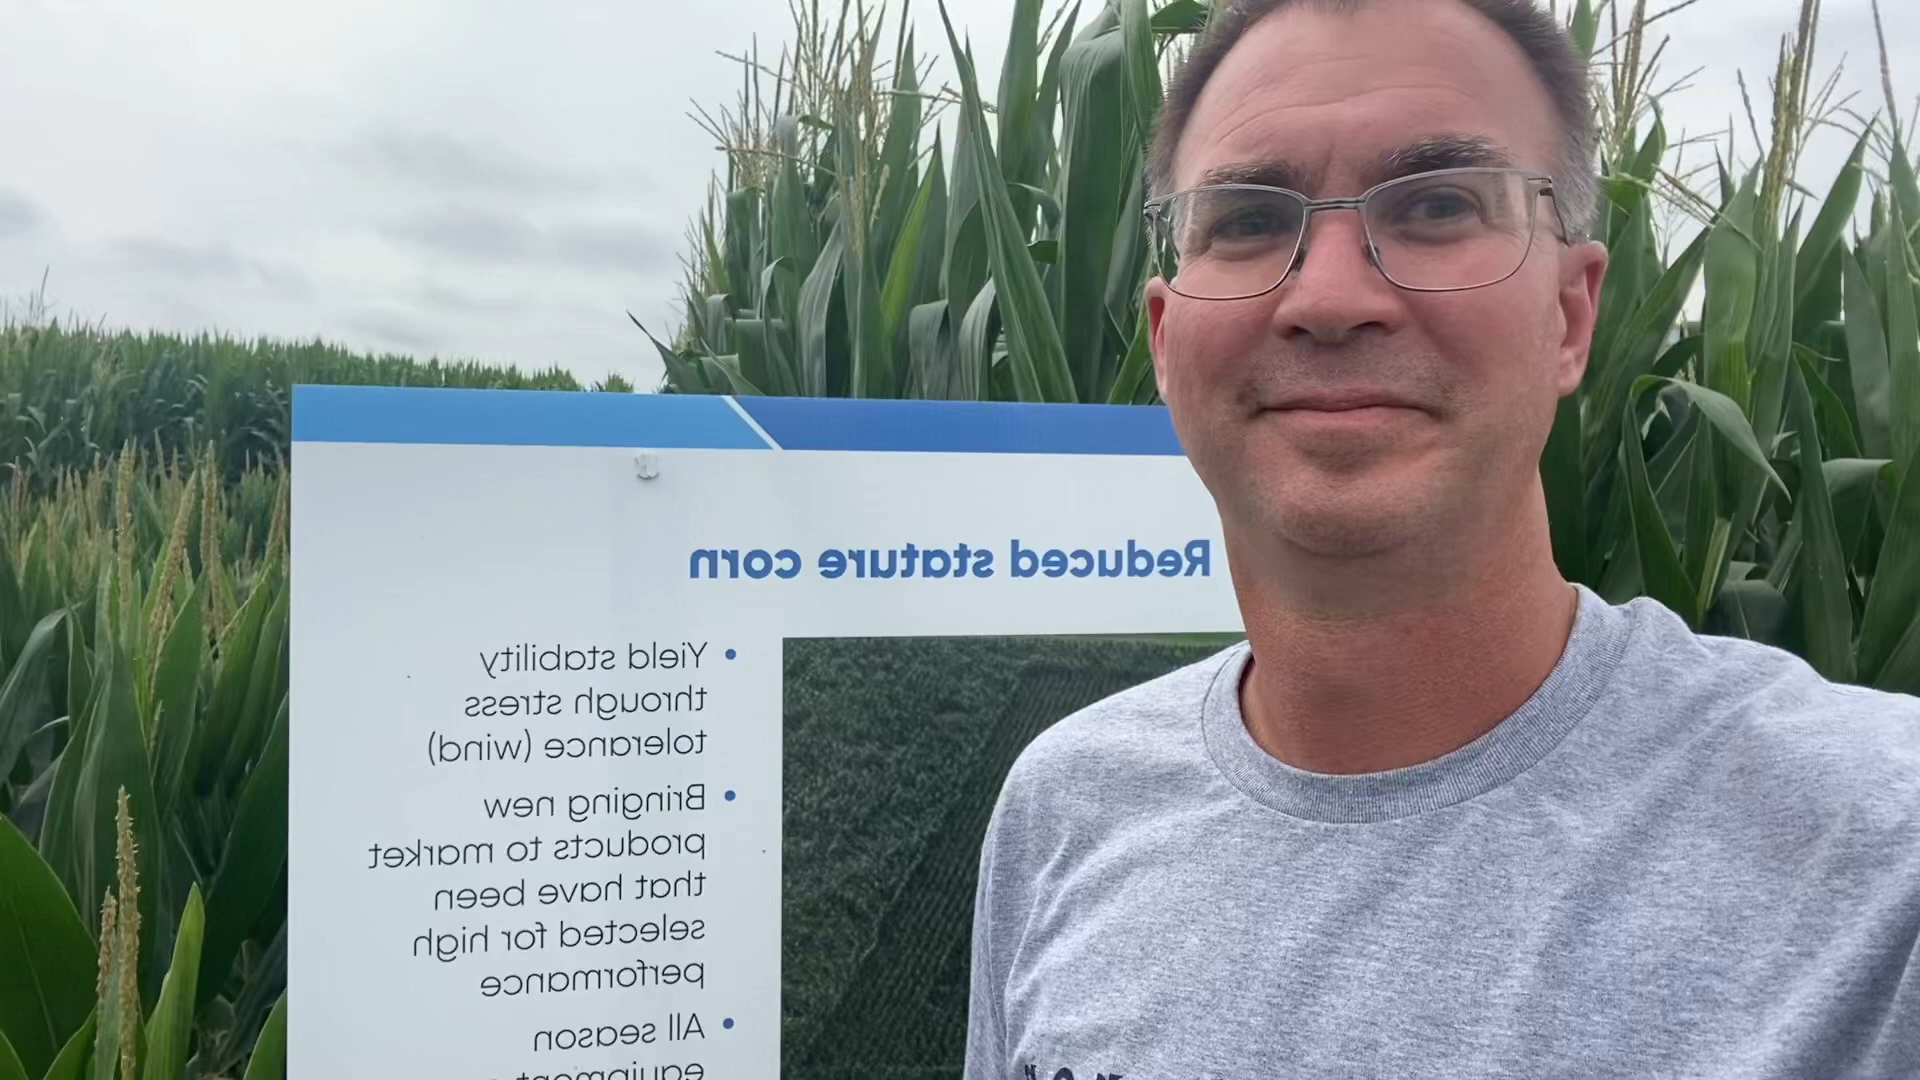 Reduced stature corn
• Yield stability
through stress
tolerance (wind)
• Bringing new
products to market
that have been
selected for high
performance
• All season
equipment